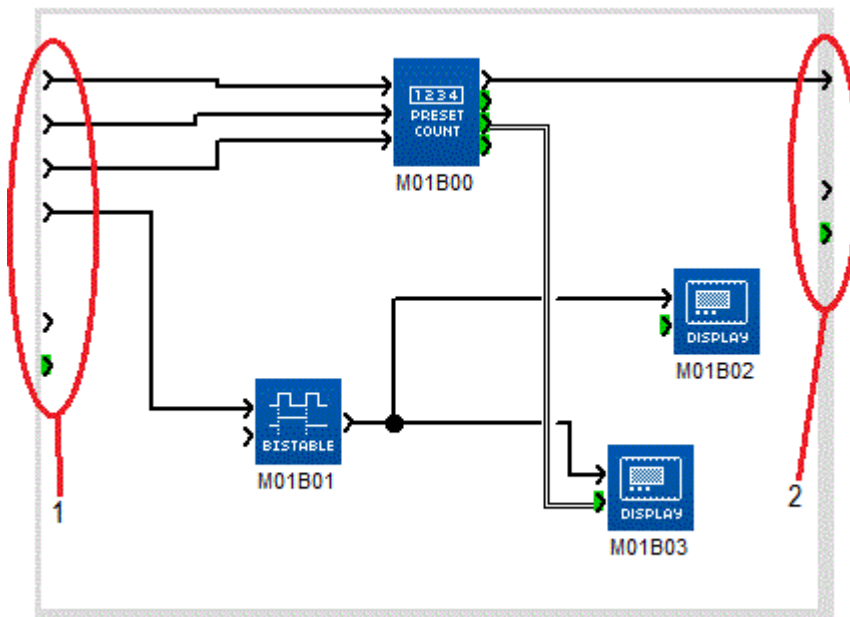 1234
PRESET
COUNT
M01B00
DISPLAY
M01B02
BISTABLE
M01B01
DISPLAY
M01B03
1
2